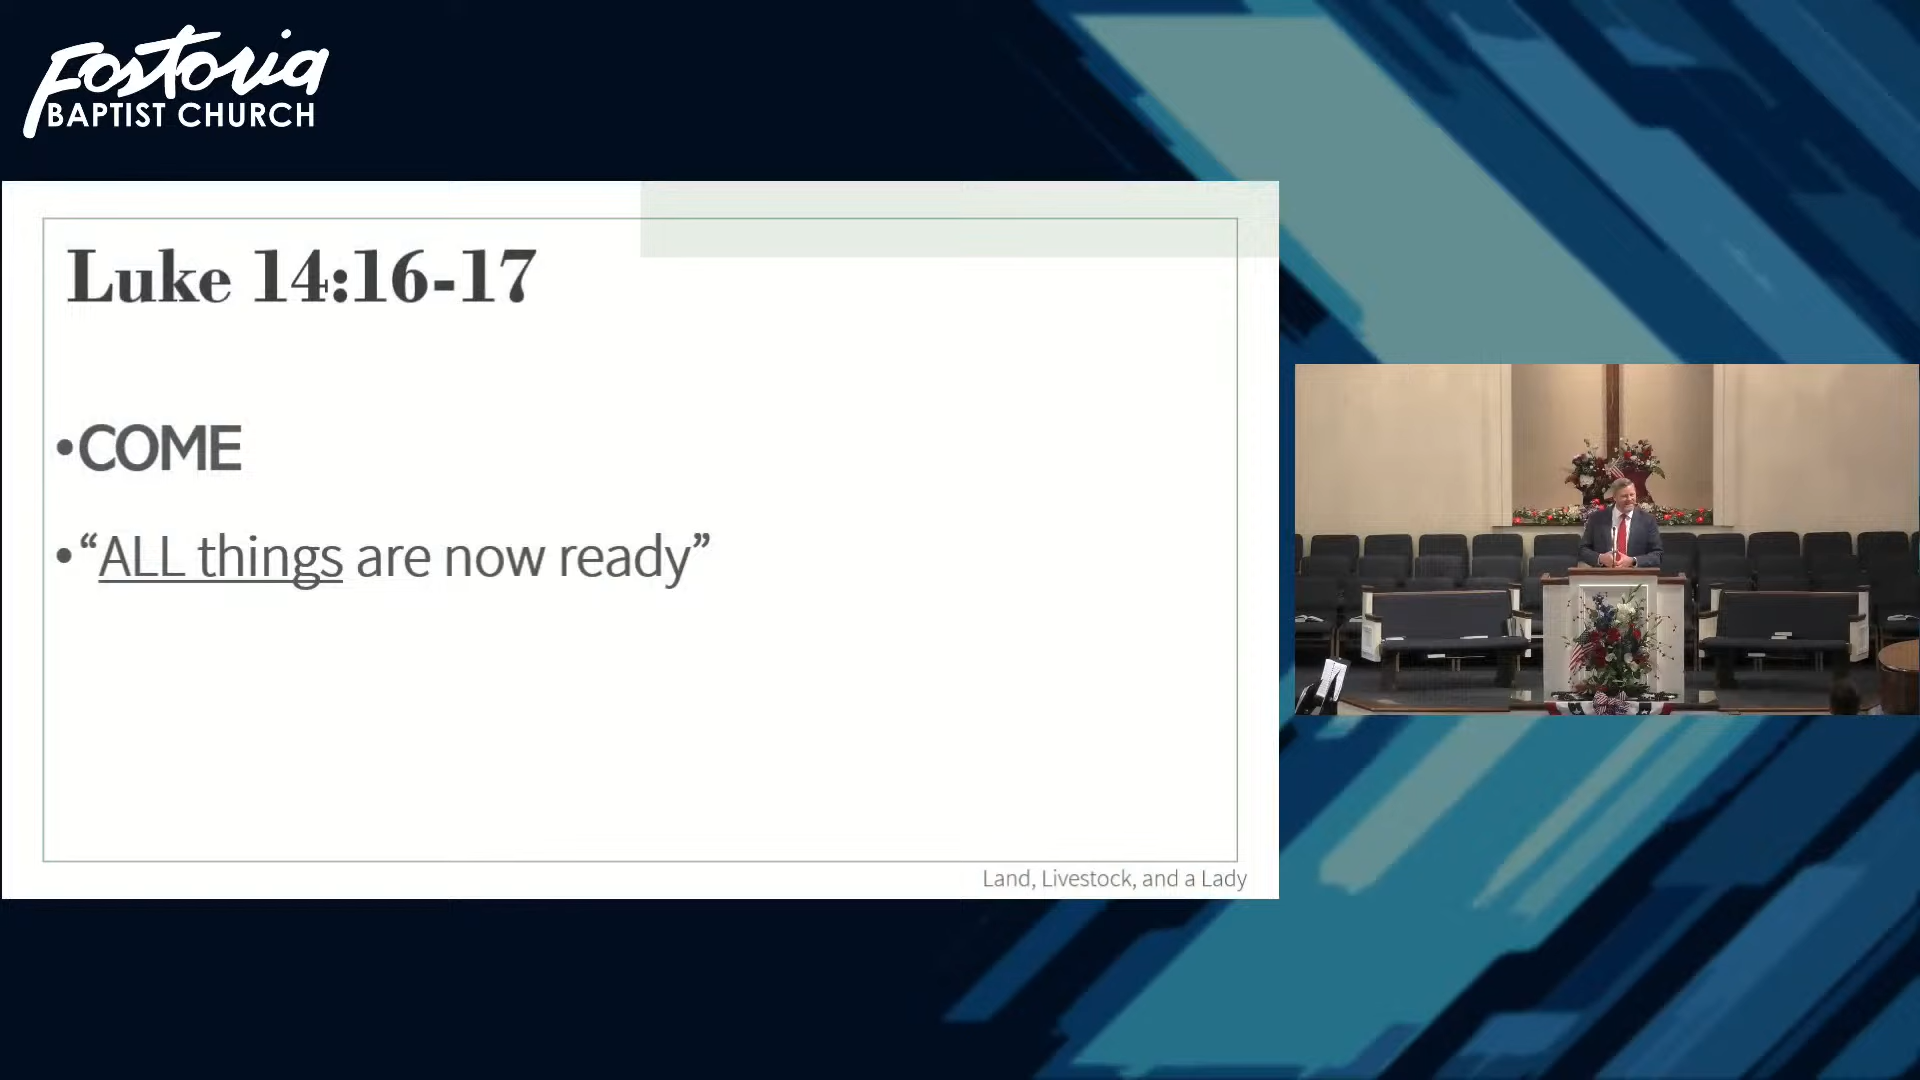 Fostoria
BAPTIST CHURCH
Luke 14:16-17
•COME
•“ALL things are now ready”
Land, Livestock, and a Lady